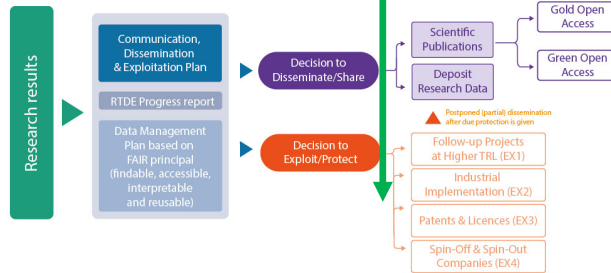 Research results
Communication,
Dissemination
& Exploitation Plan
RTDE Progress report
Data Management
Plan based on
FAIR principal
(findable, accessible,
interpretable
and reusable)
Decision to
Disseminate/Share
Decision to
Exploit/Protect
Scientific
Publications
Deposit
Research Data
Gold Open
Access
Green Open
Access
Postponed (partial) dissemination
after due protection is given
Follow-up Projects
at Higher TRL (EX1)
Industrial
Implementation (EX2)
Patents & Licences (EX3)
Spin-Off & Spin-Out
Companies (EX4)